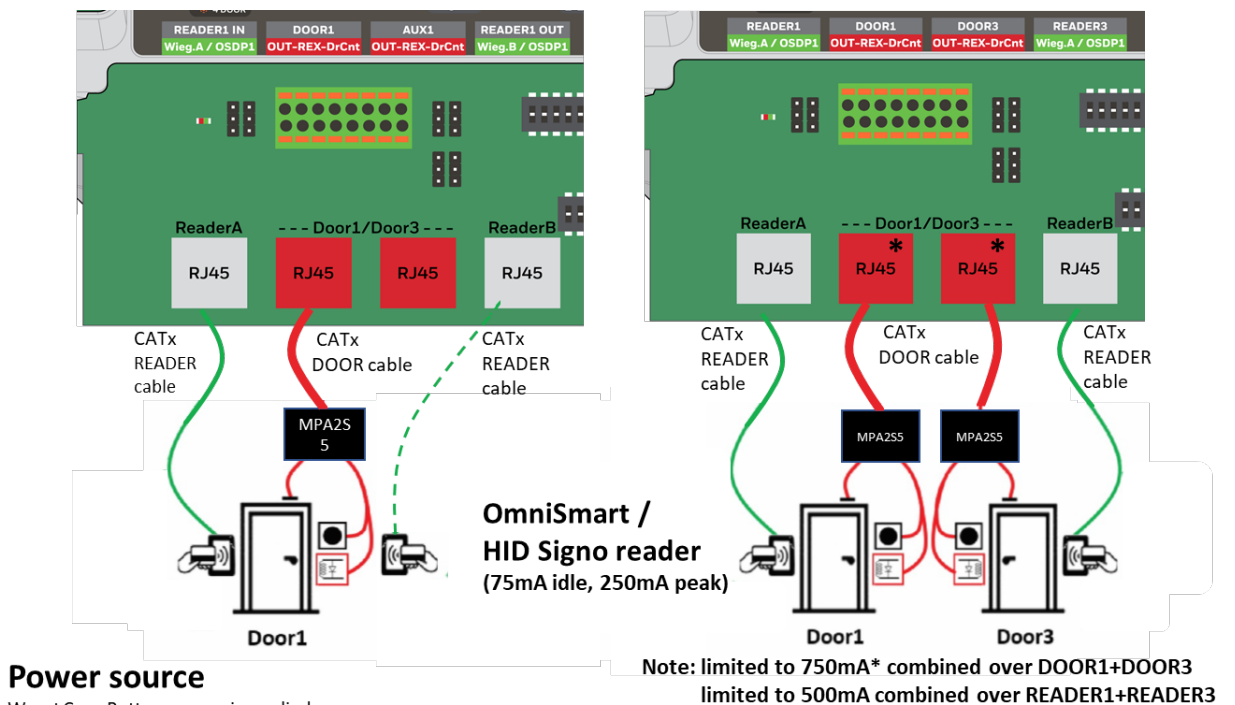 4 DOOR
READER1 IN DOOR1 AUX1 READER1 OUT
Wieg.A / OSDP1 OUT-REX-DrCnt OUT-REX-DrCnt Wieg.B / OSDP1
ReaderA --- Door1/Door3 --- ReaderB
RJ45 RJ45 RJ45 RJ45
CATx
READER
cable
CATx
DOOR cable
CATx
READER
cable
MPA2S
5
Door1
READER1 DOOR1 DOOR3 READER3
Wieg.A / OSDP1 OUT-REX-DrCnt OUT-REX-DrCnt Wieg.A / OSDP1
ReaderA --- Door1/Door3 --- ReaderB
* *
RJ45 RJ45 RJ45 RJ45
CATx
READER
cable
CATx
DOOR cable
CATx
READER
cable
MPA2S5 MPA2S5
Door1 Door3
OmniSmart /
HID Signo reader
(75mA idle, 250mA peak)
Note: limited to 750mA* combined over DOOR1+DOOR3
limited to 500mA combined over READER1+READER3
Power source